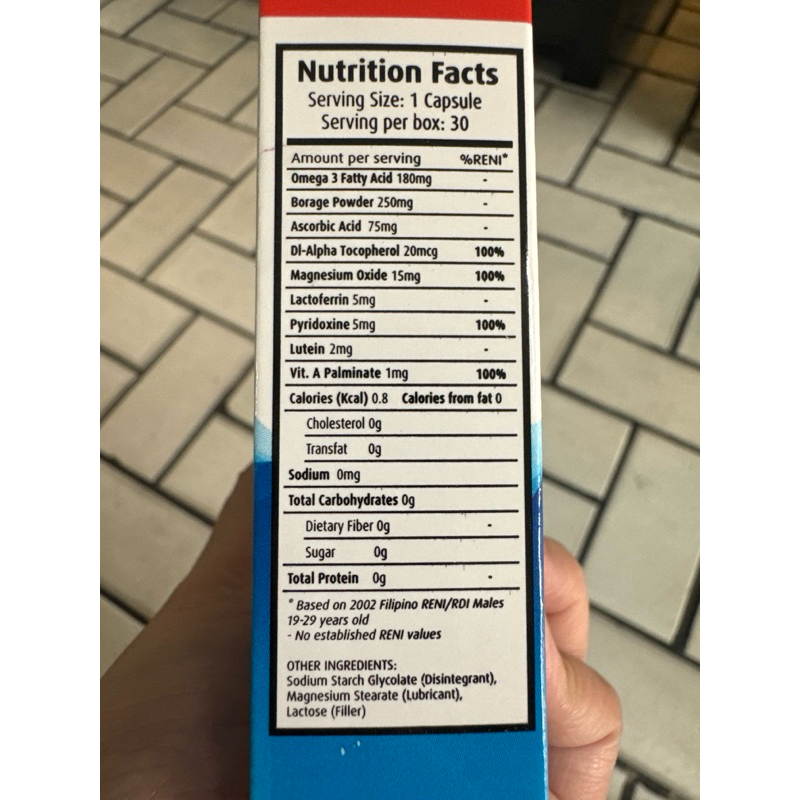 Nutrition Facts
Serving Size: 1 Capsule
Serving per box: 30
Amount per serving %RENI*
Omega 3 Fatty Acid 180mg -
Borage Powder 250mg -
Ascorbic Acid 75mg -
Dl-Alpha Tocopherol 20mcg 100%
Magnesium Oxide 15mg 100%
Lactoferrin 5mg -
Pyridoxine 5mg 100%
Lutein 2mg -
Vit. A Palminate 1mg 100%
Calories (Kcal) 0.8 Calories from fat 0
Cholesterol 0g
Transfat 0g
Sodium 0mg
Total Carbohydrates 0g
Dietary Fiber 0g -
Sugar 0g
Total Protein 0g -
* Based on 2002 Filipino RENI/RDI Males
19-29 years old
- No established RENI values
OTHER INGREDIENTS:
Sodium Starch Glycolate (Disintegrant),
Magnesium Stearate (Lubricant),
Lactose (Filler)